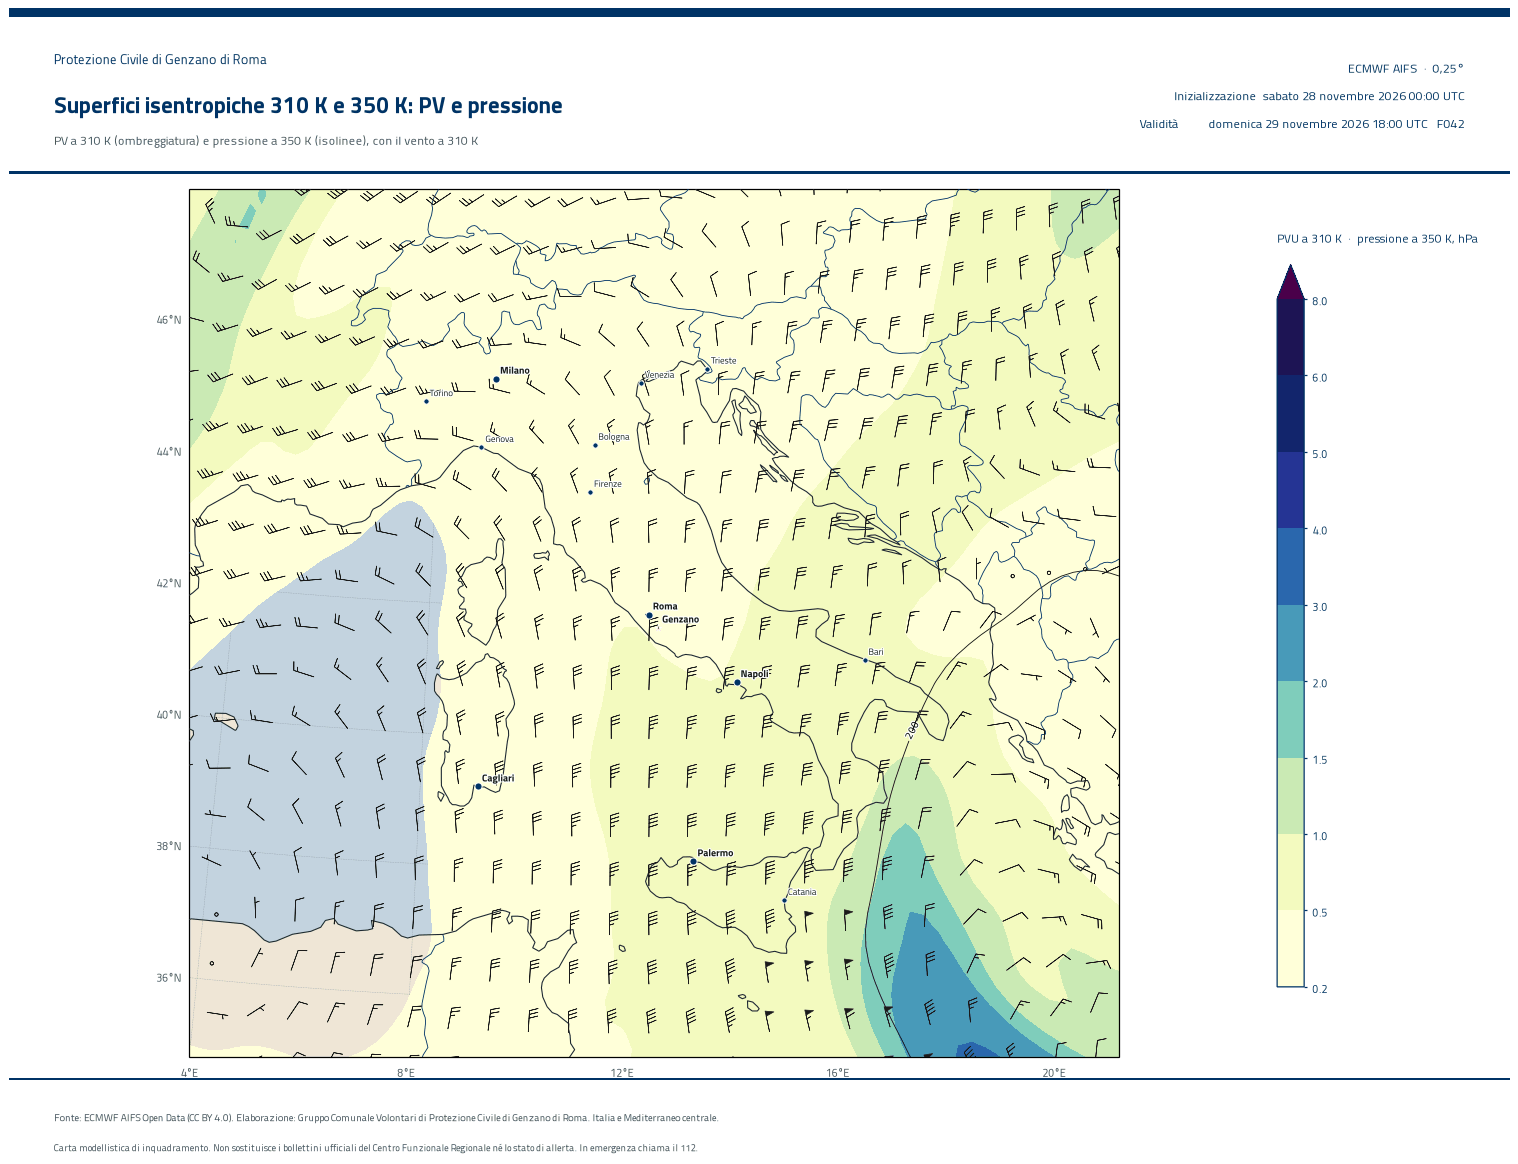 Protezione Civile di Genzano di Roma
Superfici isentropiche 310 K e 350 K: PV e pressione
PV a 310 K (ombreggiatura) e pressione a 350 K (isolinee), con il vento a 310 K
ECMWF AIFS · 0,25°
Inizializzazione sabato 28 novembre 2026 00:00 UTC
Validità domenica 29 novembre 2026 18:00 UTC F042
PVU a 310 K · pressione a 350 K, hPa
8.0
6.0
5.0
4.0
3.0
2.0
1.5
1.0
0.5
0.2
46°N
44°N
42°N
40°N
38°N
36°N
4°E
8°E
12°E
16°E
20°E
Milano
Torino
Venezia
Trieste
Genova
Bologna
Firenze
Roma
Genzano
Napoli
Bari
200
Cagliari
Palermo
Catania
Fonte: ECMWF AIFS Open Data (CC BY 4.0). Elaborazione: Gruppo Comunale Volontari di Protezione Civile di Genzano di Roma. Italia e Mediterraneo centrale.
Carta modellistica di inquadramento. Non sostituisce i bollettini ufficiali del Centro Funzionale Regionale né lo stato di allerta. In emergenza chiama il 112.